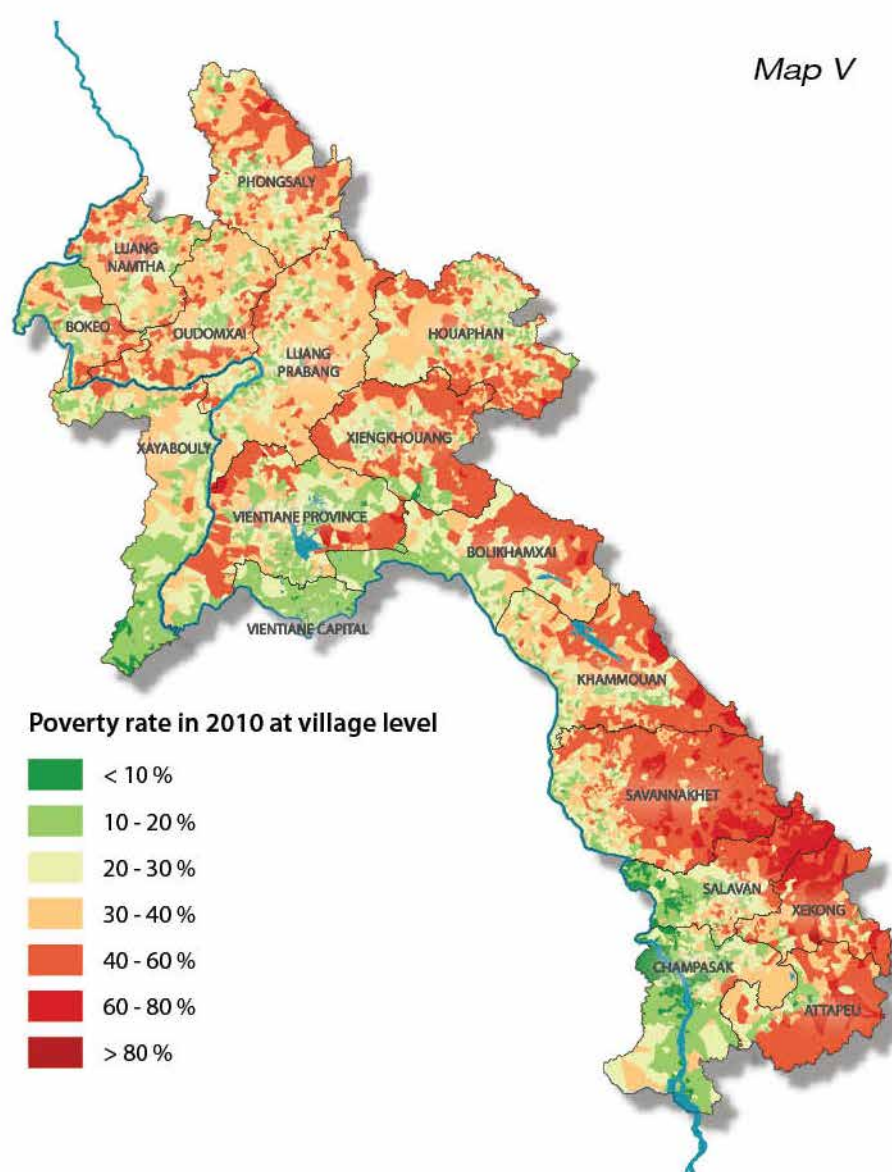 Map V
PHONGSALY
LUANG
NAMTHA
BOKEO
OUDOMXAI
LUANG
PRABANG
HOUAPHAN
XIENGKHOUANG
XAYABOULY
VIENTIANE PROVINCE
BOLIKHAMXAI
VIENTIANE CAPITAL
KHAMMOUAN
SAVANNAKHET
SALAVAN
XEKONG
CHAMPASAK
ATTAPEU
Poverty rate in 2010 at village level
< 10 %
10 - 20 %
20 - 30 %
30 - 40 %
40 - 60 %
60 - 80 %
> 80 %